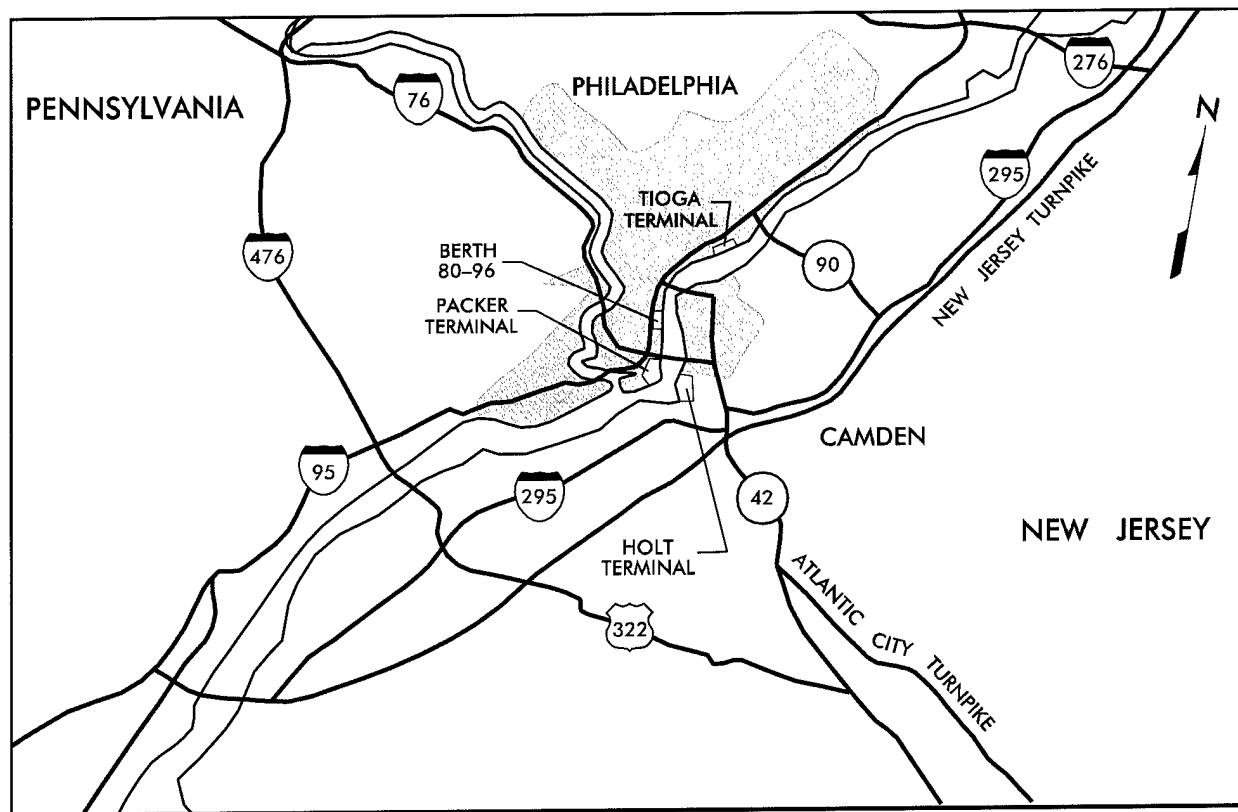 PENNSYLVANIA
76
PHILADELPHIA
276
N
295
NEW JERSEY TURNPIKE
TIOGA
TERMINAL
476
BERTH
80–96
90
PACKER
TERMINAL
CAMDEN
95
295
42
NEW JERSEY
HOLT
TERMINAL
ATLANTIC CITY TURNPIKE
322